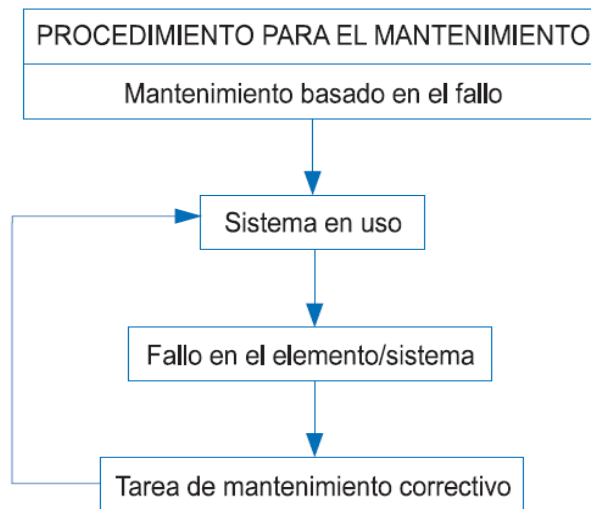 PROCEDIMIENTO PARA EL MANTENIMIENTO
Mantenimiento basado en el fallo
Sistema en uso
Fallo en el elemento/sistema
Tarea de mantenimiento correctivo